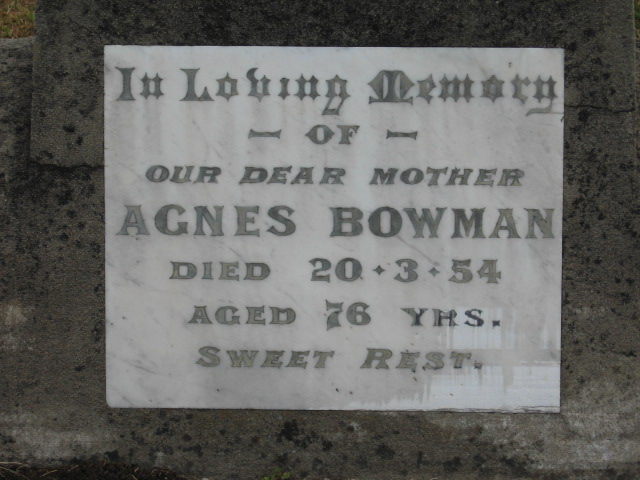 In Loving Memory
— OF —
OUR DEAR MOTHER
AGNES BOWMAN
DIED 20·3·54
AGED 76 YRS.
SWEET REST.